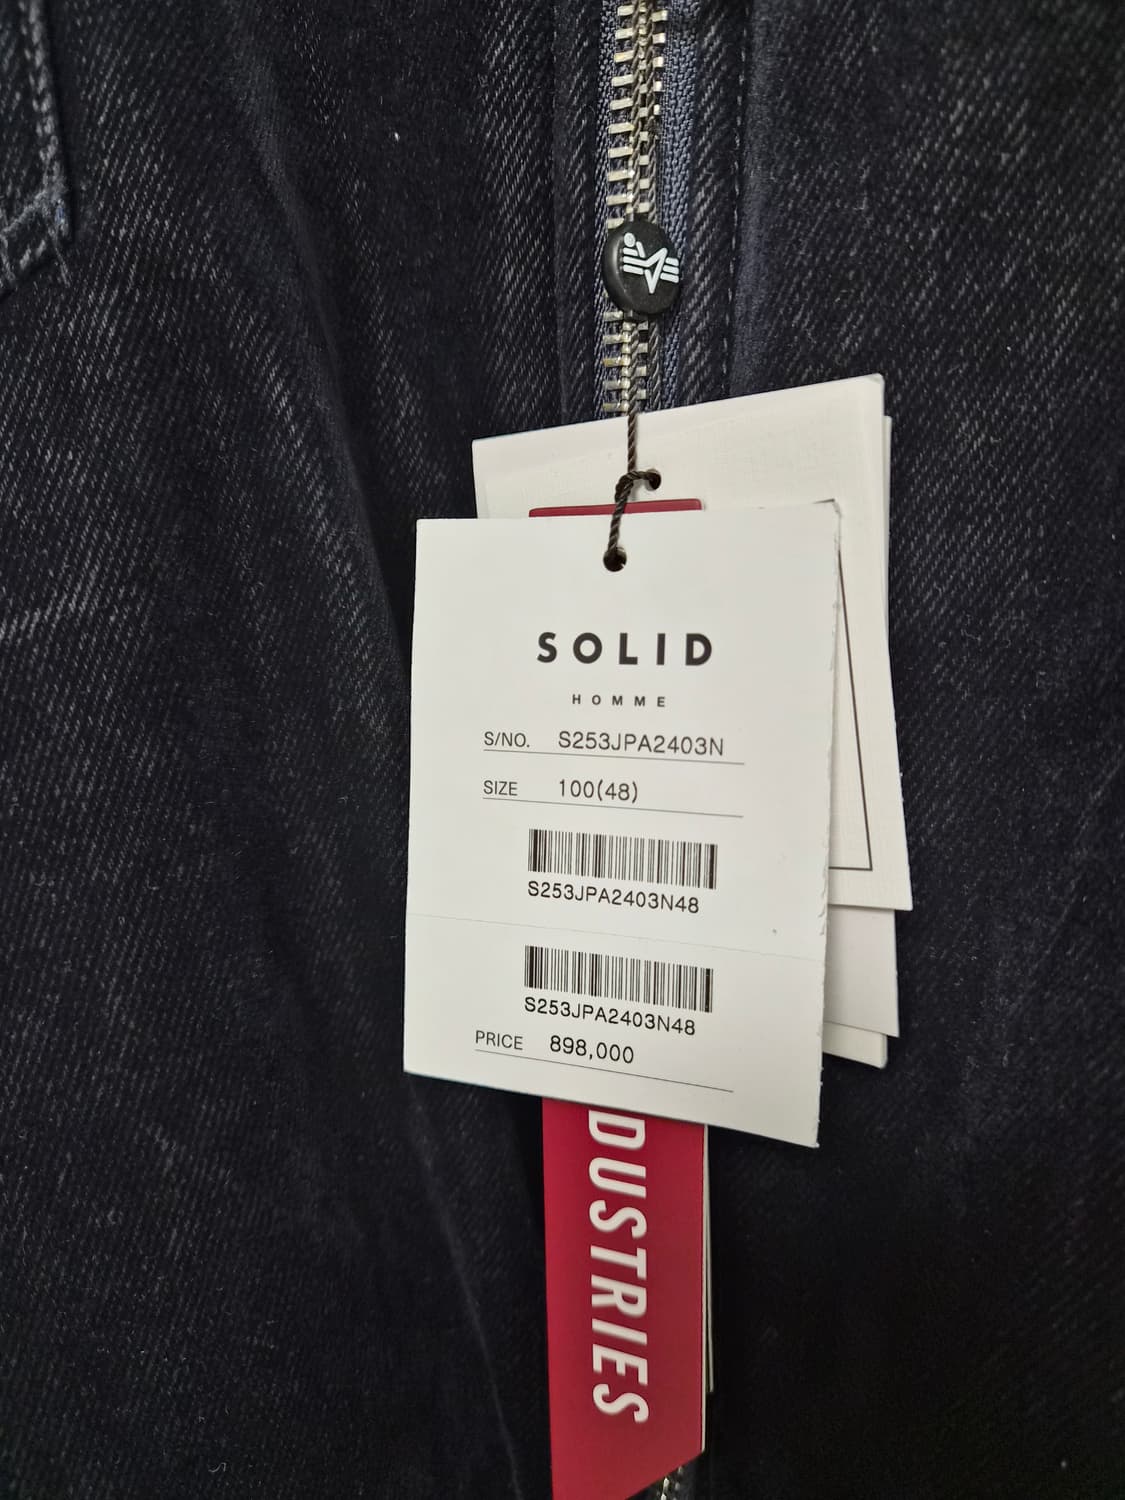 SOLID
HOMME
S/NO. S253JPA2403N
SIZE 100(48)
S253JPA2403N48
S253JPA2403N48
PRICE 898,000
DUSTRIES